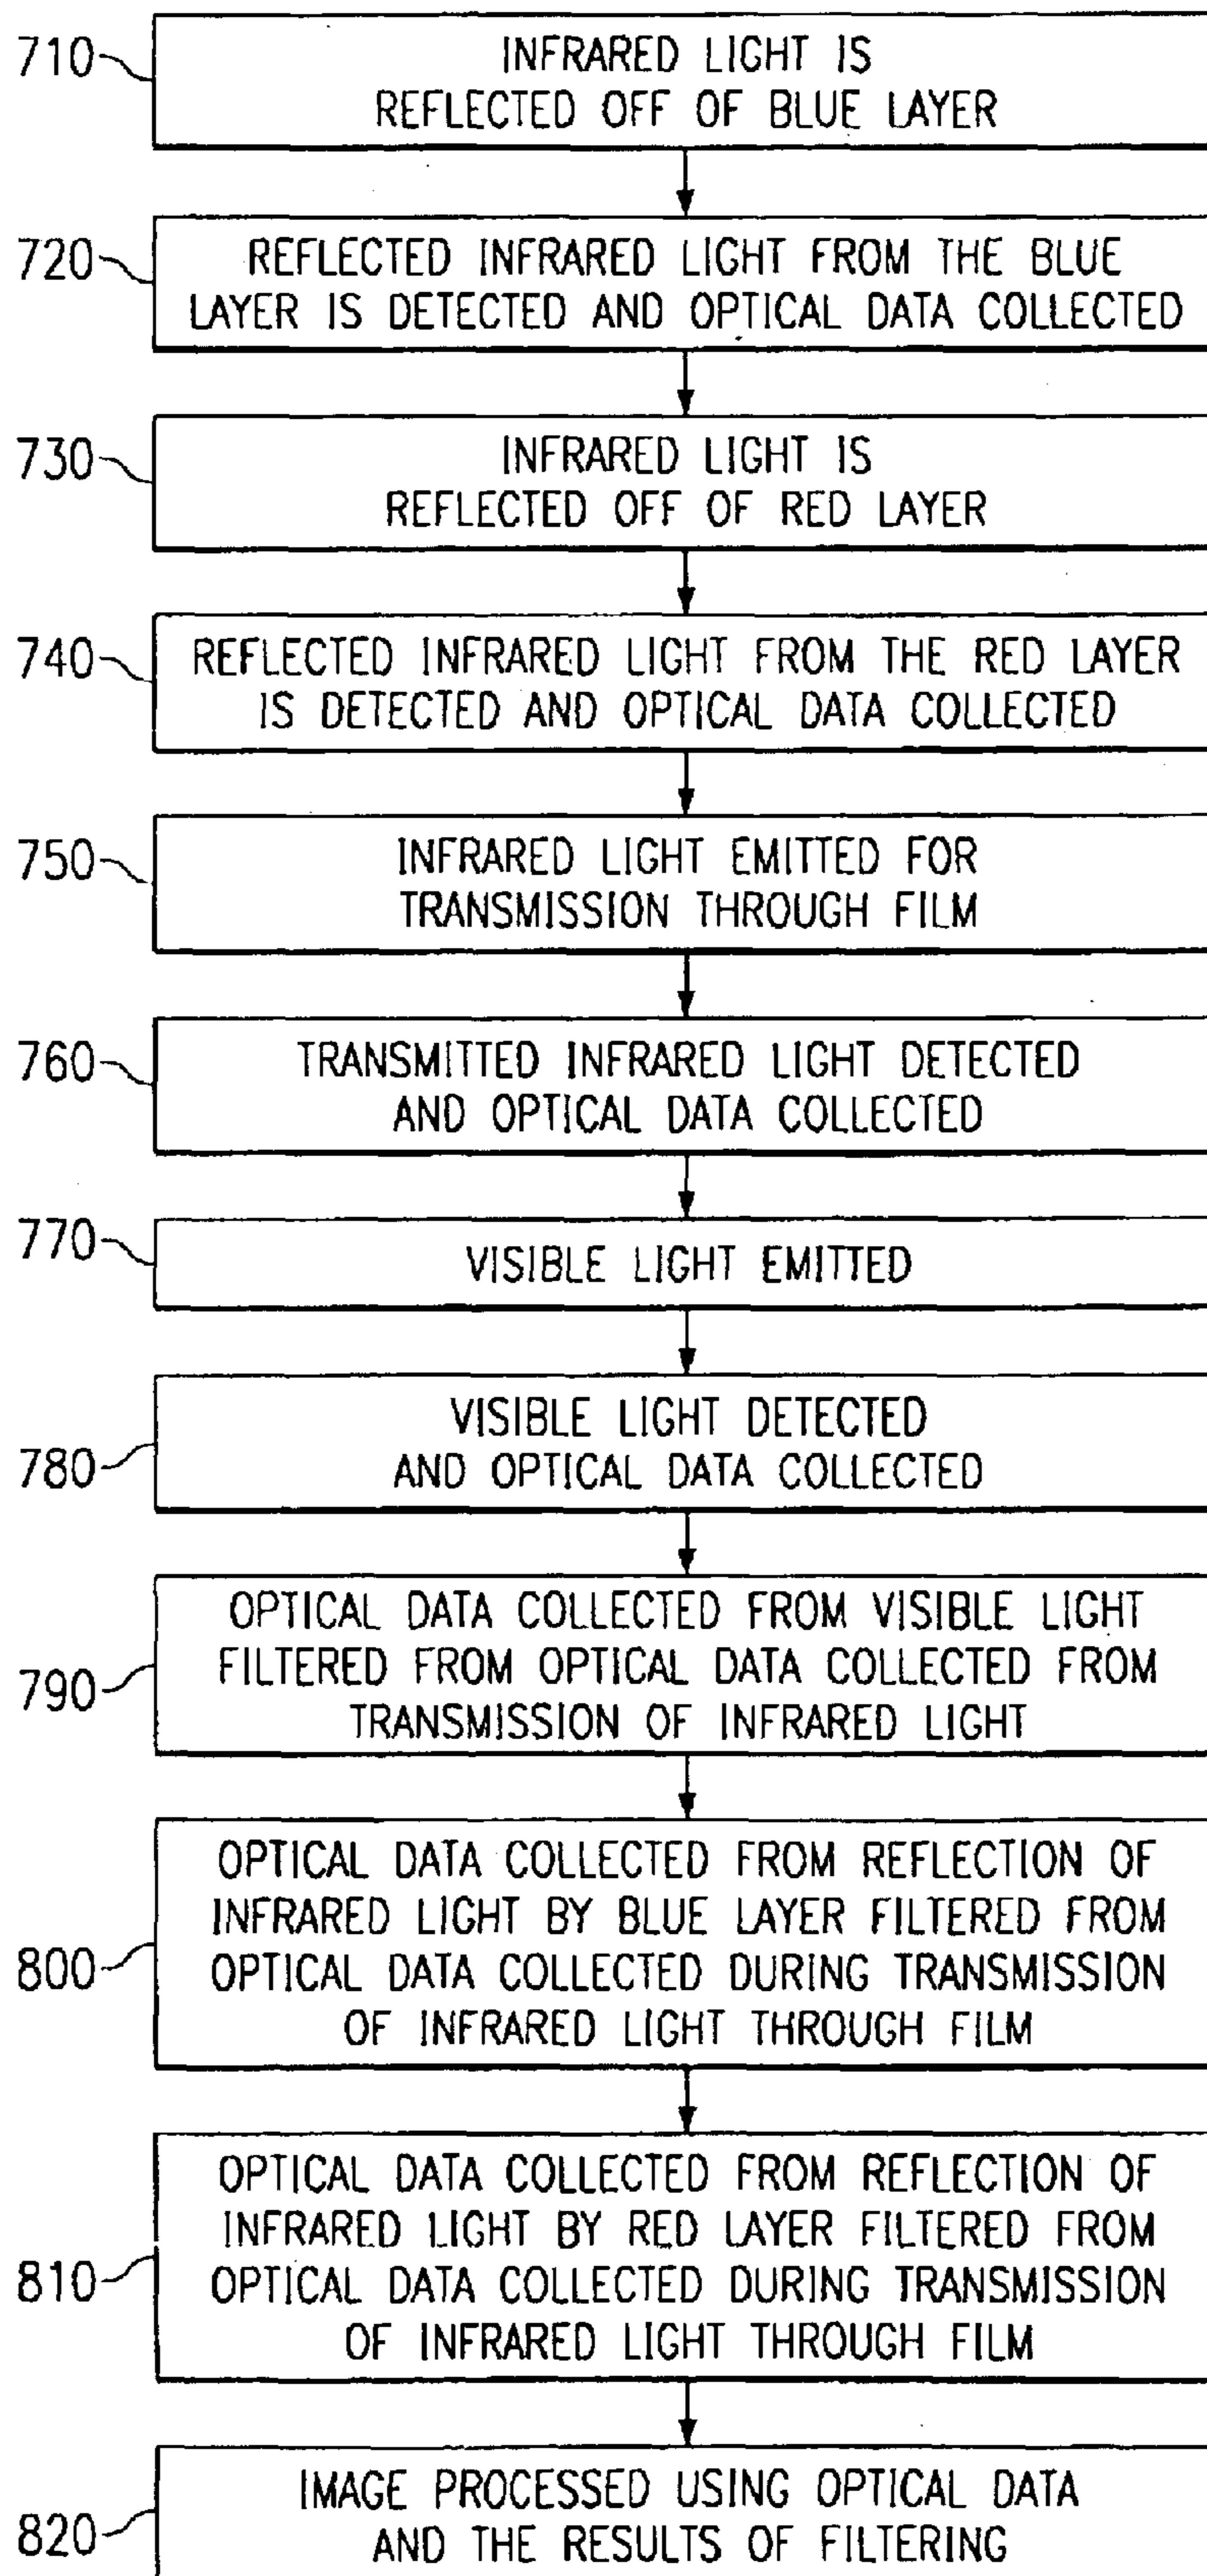 710
INFRARED LIGHT IS
REFLECTED OFF OF BLUE LAYER
720
REFLECTED INFRARED LIGHT FROM THE BLUE
LAYER IS DETECTED AND OPTICAL DATA COLLECTED
730
INFRARED LIGHT IS
REFLECTED OFF OF RED LAYER
740
REFLECTED INFRARED LIGHT FROM THE RED LAYER
IS DETECTED AND OPTICAL DATA COLLECTED
750
INFRARED LIGHT EMITTED FOR
TRANSMISSION THROUGH FILM
760
TRANSMITTED INFRARED LIGHT DETECTED
AND OPTICAL DATA COLLECTED
770
VISIBLE LIGHT EMITTED
780
VISIBLE LIGHT DETECTED
AND OPTICAL DATA COLLECTED
790
OPTICAL DATA COLLECTED FROM VISIBLE LIGHT
FILTERED FROM OPTICAL DATA COLLECTED FROM
TRANSMISSION OF INFRARED LIGHT
800
OPTICAL DATA COLLECTED FROM REFLECTION OF
INFRARED LIGHT BY BLUE LAYER FILTERED FROM
OPTICAL DATA COLLECTED DURING TRANSMISSION
OF INFRARED LIGHT THROUGH FILM
810
OPTICAL DATA COLLECTED FROM REFLECTION OF
INFRARED LIGHT BY RED LAYER FILTERED FROM
OPTICAL DATA COLLECTED DURING TRANSMISSION
OF INFRARED LIGHT THROUGH FILM
820
IMAGE PROCESSED USING OPTICAL DATA
AND THE RESULTS OF FILTERING